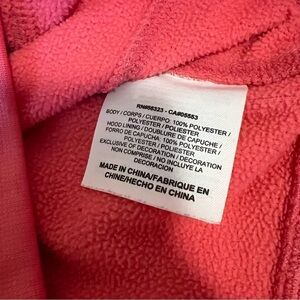 RN#56323 - CA#05553
BODY / CORPS / CUERPO: 100% POLYESTER /
POLYESTER / POLIESTER
HOOD LINING / DOUBLURE DE CAPUCHE /
FORRO DE CAPUCHA: 100% POLYESTER /
POLYESTER / POLIESTER
EXCLUSIVE OF DECORATION / DECORATION
NON COMPRISE / NO INCLUYE LA
DECORACIÓN
MADE IN CHINA/FABRIQUE EN
CHINE/HECHO EN CHINA